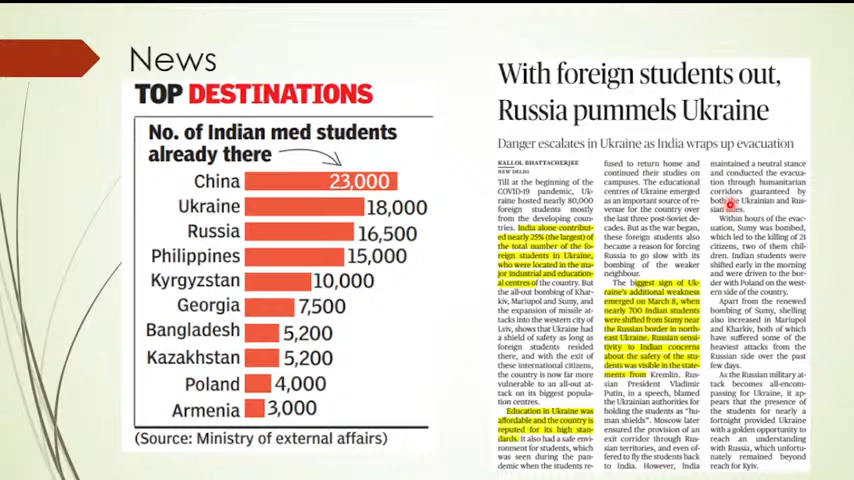 News
TOP DESTINATIONS
No. of Indian med students
already there
China 23,000
Ukraine 18,000
Russia 16,500
Philippines 15,000
Kyrgyzstan 10,000
Georgia 7,500
Bangladesh 5,200
Kazakhstan 5,200
Poland 4,000
Armenia 3,000
(Source: Ministry of external affairs)
With foreign students out,
Russia pummels Ukraine
Danger escalates in Ukraine as India wraps up evacuation
KALLOL BHATTACHERJEE
NEW DELHI
Till at the beginning of the
COVID-19 pandemic, Uk-
raine hosted nearly 80,000
foreign students mostly
from the developing coun-
tries. India alone contribut-
ed nearly 25% (the largest) of
the total number of the fo-
reign students in Ukraine,
who were located in the ma-
jor industrial and education-
al centres of the country. But
the all-out bombing of Khar-
kiv, Mariupol and Sumy, and
the expansion of missile at-
tacks into the western city of
Lviv, shows that Ukraine had
a shield of safety as long as
foreign students resided
there, and with the exit of
these international citizens,
the country is now far more
vulnerable to an all-out at-
tack on its biggest popula-
tion centres.
Education in Ukraine was
affordable and the country is
reputed for its high stan-
dards. It also had a safe envi-
ronment for students, which
was seen during the pan-
demic when the students re-
fused to return home and
continued their studies on
campuses. The educational
centres of Ukraine emerged
as an important source of re-
venue for the country over
the last three post-Soviet de-
cades. But as the war began,
these foreign students also
became a reason for forcing
Russia to go slow with its
bombing of the weaker
neighbour.
The biggest sign of Uk-
raine's additional weakness
emerged on March 8, when
nearly 700 Indian students
were shifted from Sumy near
the Russian border in north-
east Ukraine. Russian sensi-
tivity to Indian concerns
about the safety of the stu-
dents was visible in the state-
ments from Kremlin. Rus-
sian President Vladimir
Putin, in a speech, blamed
the Ukrainian authorities for
holding the students as "hu-
man shields". Moscow later
ensured the provision of an
exit corridor through Rus-
sian territories, and even of-
fered to fly the students back
to India. However, India
maintained a neutral stance
and conducted the evacua-
tion through humanitarian
corridors guaranteed by
both Ukrainian and Rus-
sian
Within hours of the evac-
uation, Sumy was bombed,
which led to the killing of 21
citizens, two of them chil-
dren. Indian students were
shifted early in the morning
and were driven to the bor-
der with Poland on the west-
ern side of the country.
Apart from the renewed
bombing of Sumy, shelling
also increased in Mariupol
and Kharkiv, both of which
have suffered some of the
heaviest attacks from the
Russian side over the past
few days.
As the Russian military at-
tack becomes all-encom-
passing for Ukraine, it ap-
pears that the presence of
the students for nearly a
fortnight provided Ukraine
with a golden opportunity to
reach an understanding
with Russia, which unfortu-
nately remained beyond
reach for Kyiv.